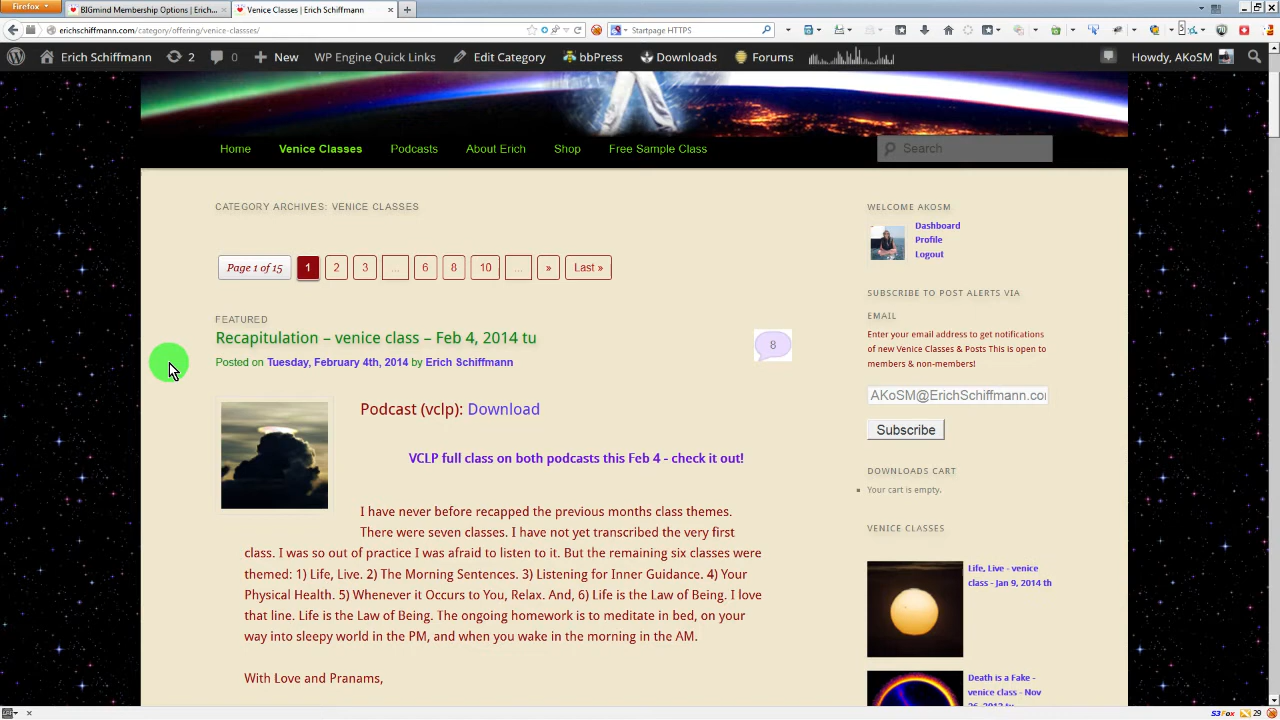 Firefox
BIGmind Membership Options | Erich...
Venice Classes | Erich Schiffmann
erichschiffmann.com/category/offering/venice-classses/
Startpage HTTPS
Erich Schiffmann
2
0
New
WP Engine Quick Links
Edit Category
bbPress
Downloads
Forums
Howdy, AKoSM
Home
Venice Classes
Podcasts
About Erich
Shop
Free Sample Class
Search
CATEGORY ARCHIVES: VENICE CLASSES
Page 1 of 15
1
2
3
...
6
8
10
...
»
Last »
FEATURED
Recapitulation – venice class – Feb 4, 2014 tu
8
Posted on Tuesday, February 4th, 2014 by Erich Schiffmann
Podcast (vclp): Download
VCLP full class on both podcasts this Feb 4 - check it out!
I have never before recapped the previous months class themes.
There were seven classes. I have not yet transcribed the very first
class. I was so out of practice I was afraid to listen to it. But the remaining six classes were
themed: 1) Life, Live. 2) The Morning Sentences. 3) Listening for Inner Guidance. 4) Your
Physical Health. 5) Whenever it Occurs to You, Relax. And, 6) Life is the Law of Being. I love
that line. Life is the Law of Being. The ongoing homework is to meditate in bed, on your
way into sleepy world in the PM, and when you wake in the morning in the AM.
With Love and Pranams,
WELCOME AKOSM
Dashboard
Profile
Logout
SUBSCRIBE TO POST ALERTS VIA
EMAIL
Enter your email address to get notifications
of new Venice Classes & Posts This is open to
members & non-members!
AKoSM@ErichSchiffmann.co
Subscribe
DOWNLOADS CART
Your cart is empty.
VENICE CLASSES
Life, Live - venice
class - Jan 9, 2014 th
Death is a Fake -
venice class - Nov
S3Fox
29